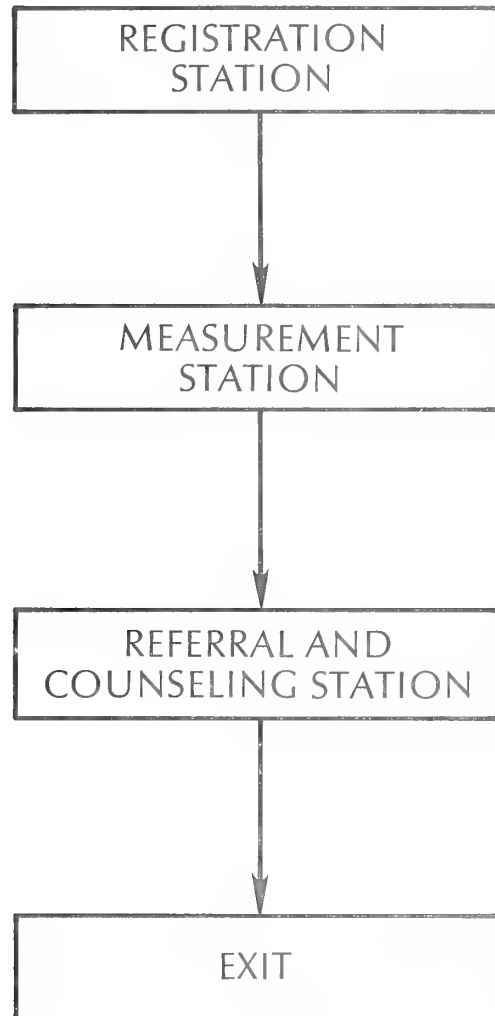 REGISTRATION
STATION
MEASUREMENT
STATION
REFERRAL AND
COUNSELING STATION
EXIT